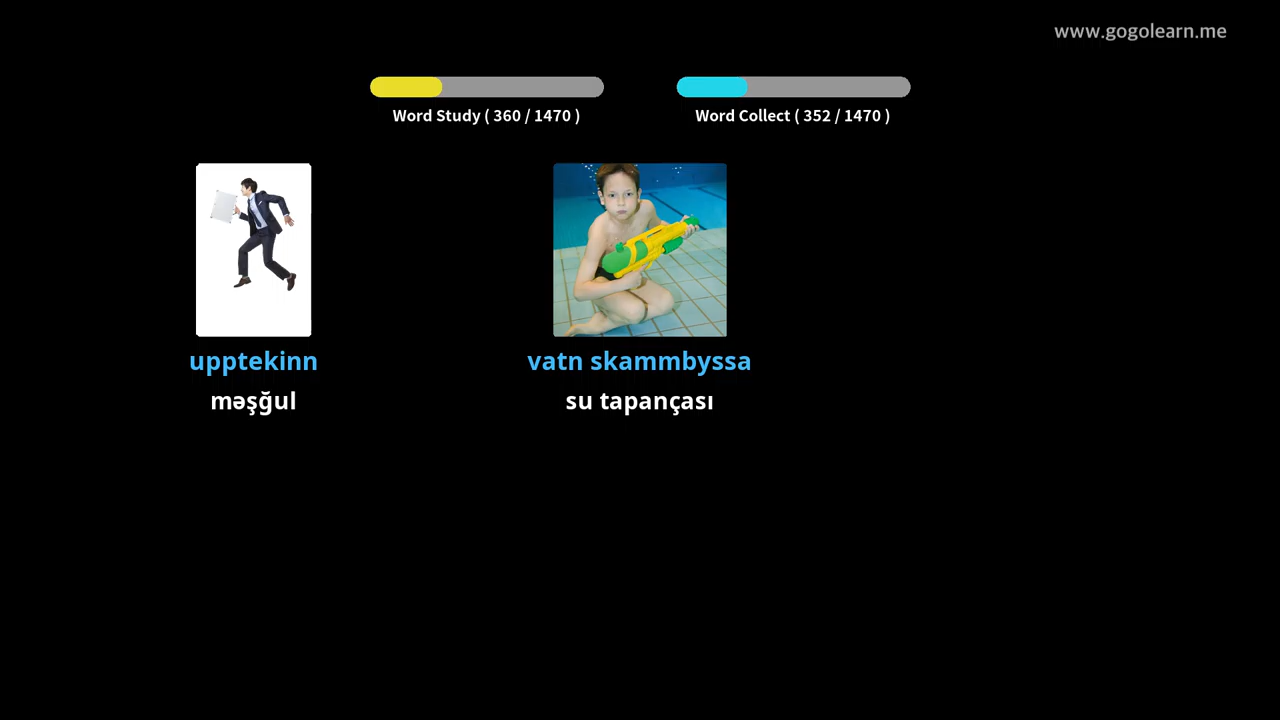 www.gogolearn.me
Word Study ( 360 / 1470 )
Word Collect ( 352 / 1470 )
upptekinn
vatn skammbyssa
məşğul
su tapançası